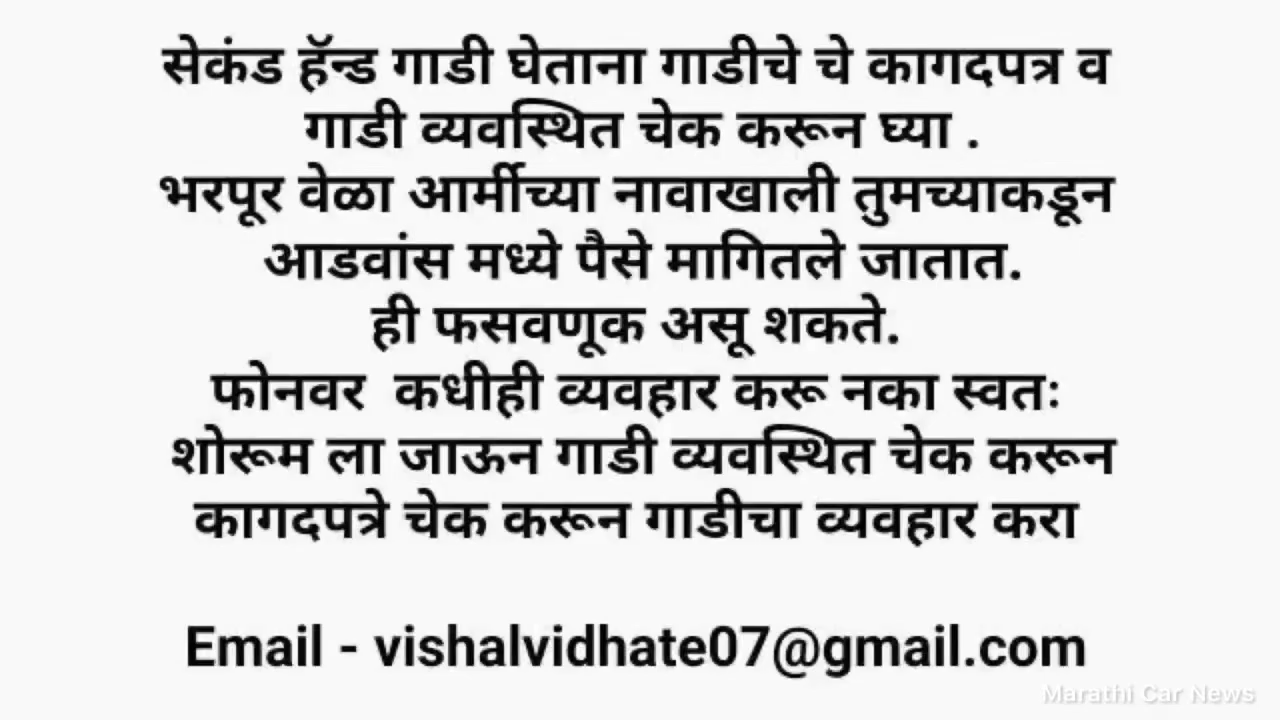 सेकंड हॅन्ड गाडी घेताना गाडीचे चे कागदपत्र व
गाडी व्यवस्थित चेक करून घ्या .
भरपूर वेळा आर्मीच्या नावाखाली तुमच्याकडून
आडवांस मध्ये पैसे मागितले जातात.
ही फसवणूक असू शकते.
फोनवर कधीही व्यवहार करू नका स्वतः
शोरूम ला जाऊन गाडी व्यवस्थित चेक करून
कागदपत्रे चेक करून गाडीचा व्यवहार करा
Email - vishalvidhate07@gmail.com
Marathi Car News